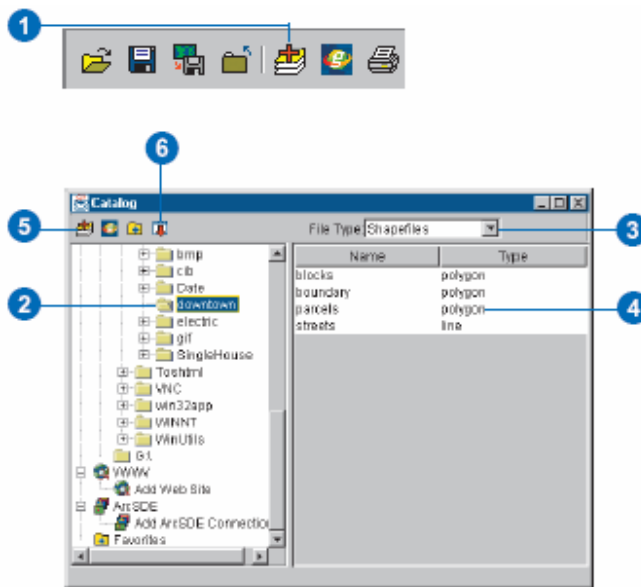 1
6
Catalog
5
File Type: Shapefiles
3
Name Type
bmp
cib
Date
2
downtown
electric
gif
SingleHouse
Toshtml
VNC
win32app
WINNT
WinUtils
G:\
WWW
Add Web Site
ArcSDE
Add ArcSDE Connection
Favorites
blocks polygon
boundary polygon
parcels polygon
4
streets line